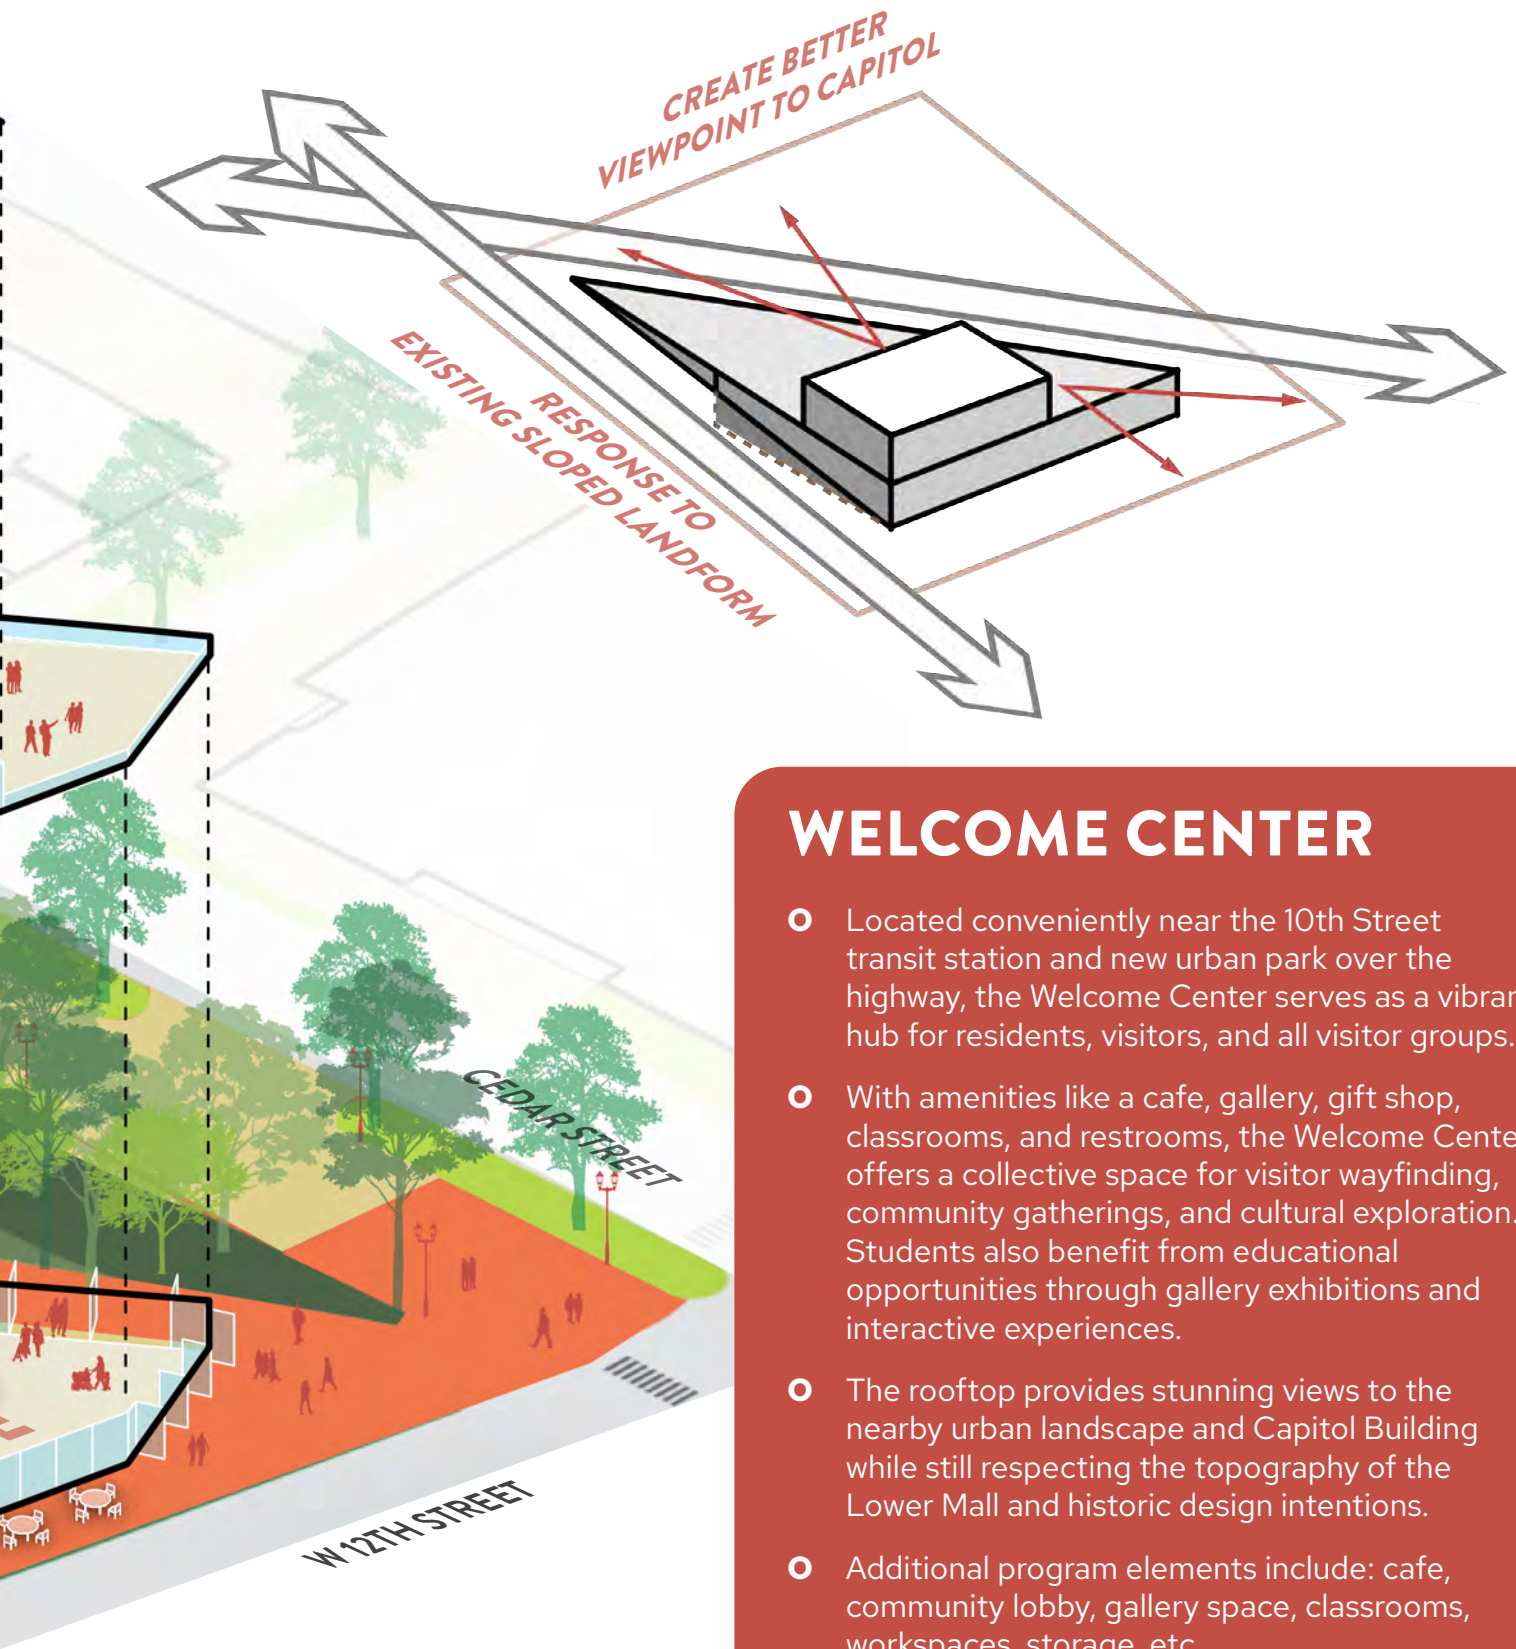 CREATE BETTER
VIEWPOINT TO CAPITOL
RESPONSE TO
EXISTING SLOPED LANDFORM
WELCOME CENTER
Located conveniently near the 10th Street
transit station and new urban park over the
highway, the Welcome Center serves as a vibran
hub for residents, visitors, and all visitor groups.
With amenities like a cafe, gallery, gift shop,
classrooms, and restrooms, the Welcome Cente
offers a collective space for visitor wayfinding,
community gatherings, and cultural exploration.
Students also benefit from educational
opportunities through gallery exhibitions and
interactive experiences.
The rooftop provides stunning views to the
nearby urban landscape and Capitol Building
while still respecting the topography of the
Lower Mall and historic design intentions.
Additional program elements include: cafe,
community lobby, gallery space, classrooms,
workspaces, storage, etc.
CEDAR STREET
W 12TH STREET